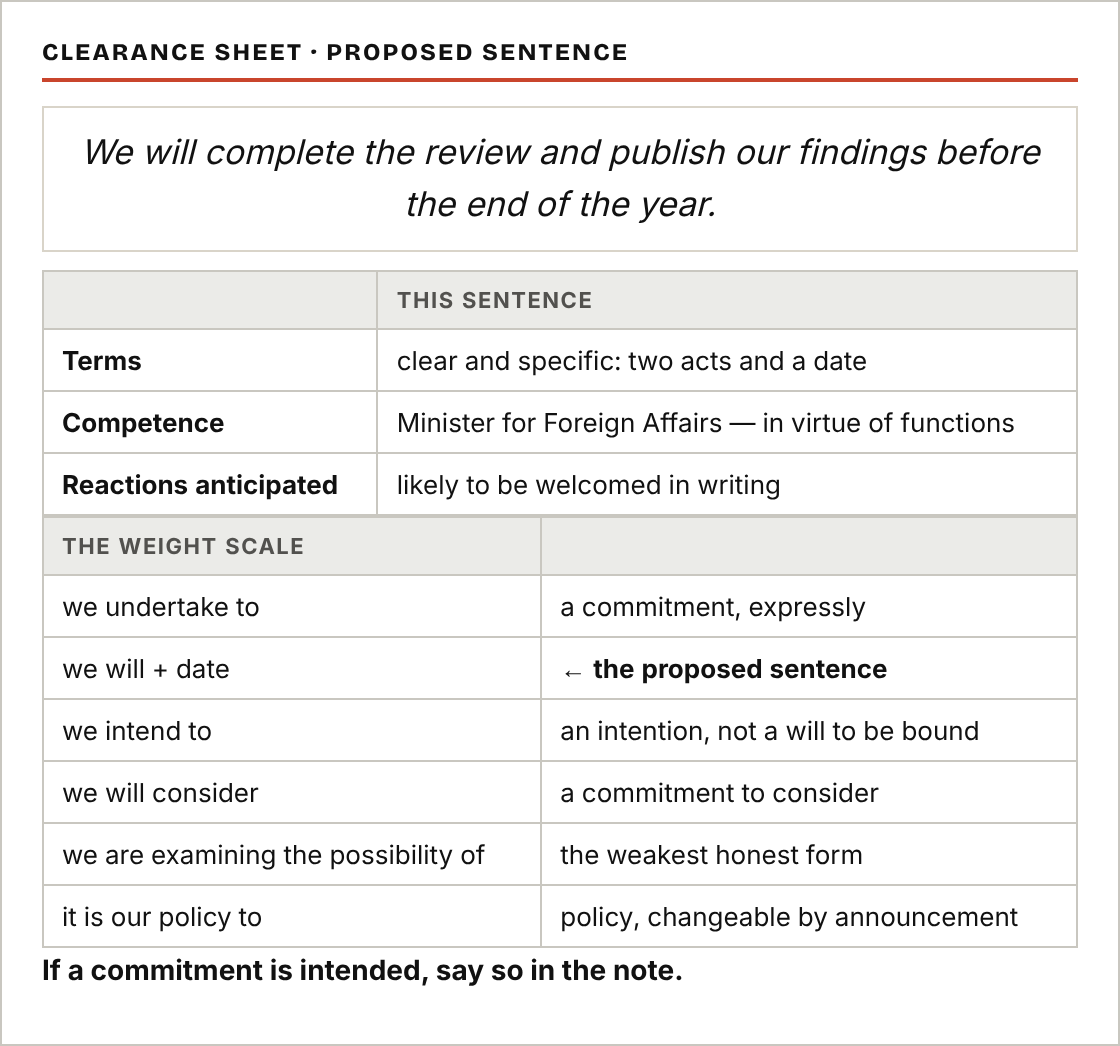 CLEARANCE SHEET · PROPOSED SENTENCE
We will complete the review and publish our findings before
the end of the year.
THIS SENTENCE
Terms
clear and specific: two acts and a date
Competence
Minister for Foreign Affairs — in virtue of functions
Reactions anticipated
likely to be welcomed in writing
THE WEIGHT SCALE
we undertake to
a commitment, expressly
we will + date
← the proposed sentence
we intend to
an intention, not a will to be bound
we will consider
a commitment to consider
we are examining the possibility of
the weakest honest form
it is our policy to
policy, changeable by announcement
If a commitment is intended, say so in the note.